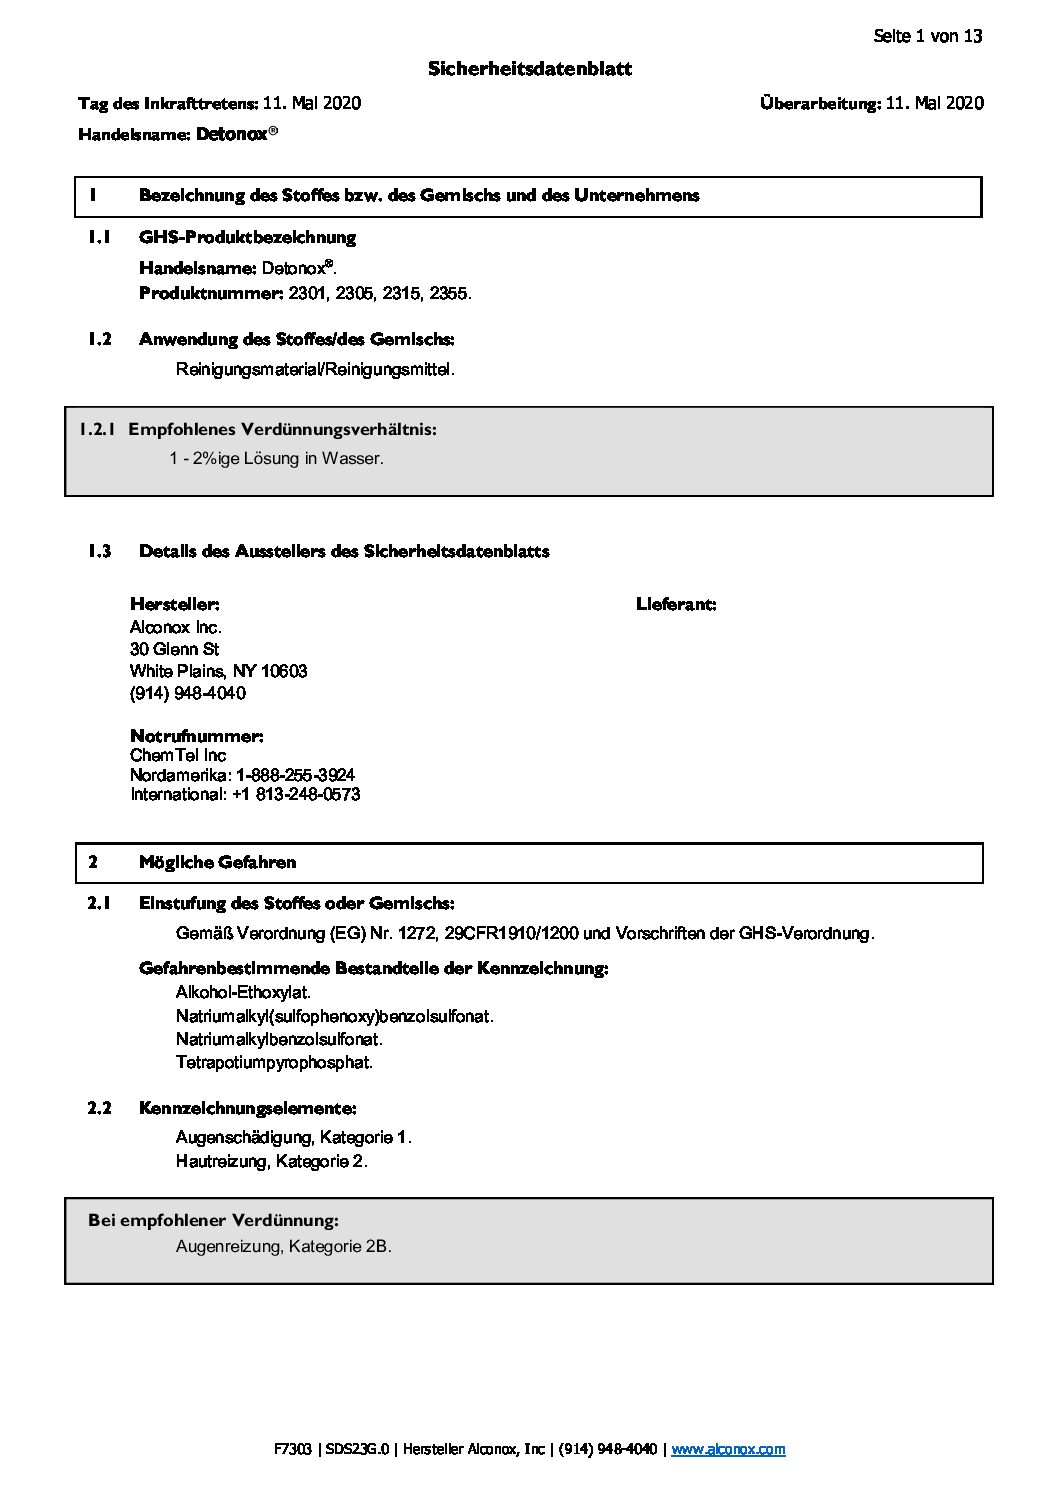 Seite 1 von 13
Sicherheitsdatenblatt
Tag des Inkrafttretens: 11. Mai 2020 Überarbeitung: 11. Mai 2020
Handelsname: Detonox®
1 Bezeichnung des Stoffes bzw. des Gemischs und des Unternehmens
1.1 GHS-Produktbezeichnung
Handelsname: Detonox®.
Produktnummer: 2301, 2305, 2315, 2355.
1.2 Anwendung des Stoffes/des Gemischs:
Reinigungsmaterial/Reinigungsmittel.
1.2.1 Empfohlenes Verdünnungsverhältnis:
1 - 2%ige Lösung in Wasser.
1.3 Details des Ausstellers des Sicherheitsdatenblatts
Hersteller: Lieferant:
Alconox Inc.
30 Glenn St
White Plains, NY 10603
(914) 948-4040
Notrufnummer:
ChemTel Inc
Nordamerika: 1-888-255-3924
International: +1 813-248-0573
2 Mögliche Gefahren
2.1 Einstufung des Stoffes oder Gemischs:
Gemäß Verordnung (EG) Nr. 1272, 29CFR1910/1200 und Vorschriften der GHS-Verordnung.
Gefahrenbestimmende Bestandteile der Kennzeichnung:
Alkohol-Ethoxylat.
Natriumalkyl(sulfophenoxy)benzolsulfonat.
Natriumalkylbenzolsulfonat.
Tetrapotiumpyrophosphat.
2.2 Kennzeichnungselemente:
Augenschädigung, Kategorie 1.
Hautreizung, Kategorie 2.
Bei empfohlener Verdünnung:
Augenreizung, Kategorie 2B.
F7303 | SDS23G.0 | Hersteller Alconox, Inc | (914) 948-4040 | www.alconox.com